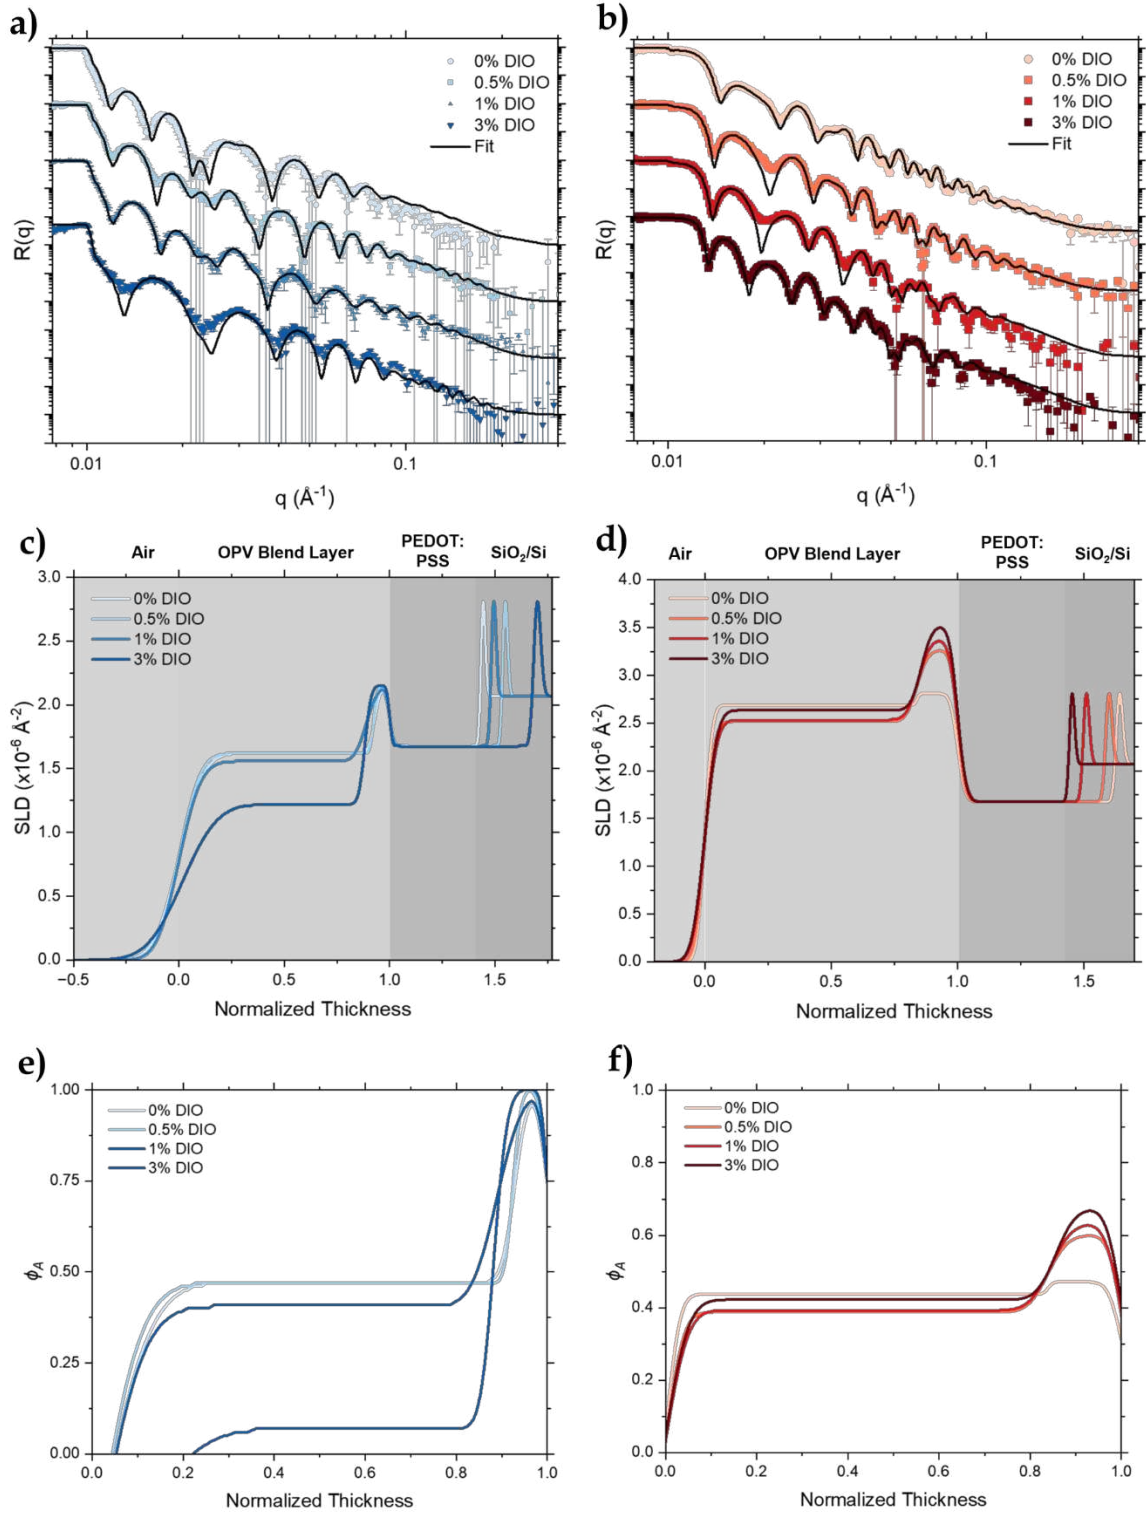 a)
0% DIO
0.5% DIO
1% DIO
3% DIO
Fit
R(q)
0.01
0.1
q (Å⁻¹)
b)
0% DIO
0.5% DIO
1% DIO
3% DIO
Fit
R(q)
0.01
0.1
q (Å⁻¹)
c)
Air
OPV Blend Layer
PEDOT:
PSS
SiO₂/Si
0% DIO
0.5% DIO
1% DIO
3% DIO
3.0
2.5
2.0
1.5
1.0
0.5
0.0
SLD (x10⁻⁶ Å⁻²)
−0.5
0.0
0.5
1.0
1.5
Normalized Thickness
d)
Air
OPV Blend Layer
PEDOT:
PSS
SiO₂/Si
0% DIO
0.5% DIO
1% DIO
3% DIO
4.0
3.5
3.0
2.5
2.0
1.5
1.0
0.5
0.0
SLD (x10⁻⁶ Å⁻²)
0.0
0.5
1.0
1.5
Normalized Thickness
e)
0% DIO
0.5% DIO
1% DIO
3% DIO
1.00
0.75
0.50
0.25
0.00
ϕA
0.0
0.2
0.4
0.6
0.8
1.0
Normalized Thickness
f)
0% DIO
0.5% DIO
1% DIO
3% DIO
1.0
0.8
0.6
0.4
0.2
0.0
ϕA
0.0
0.2
0.4
0.6
0.8
1.0
Normalized Thickness